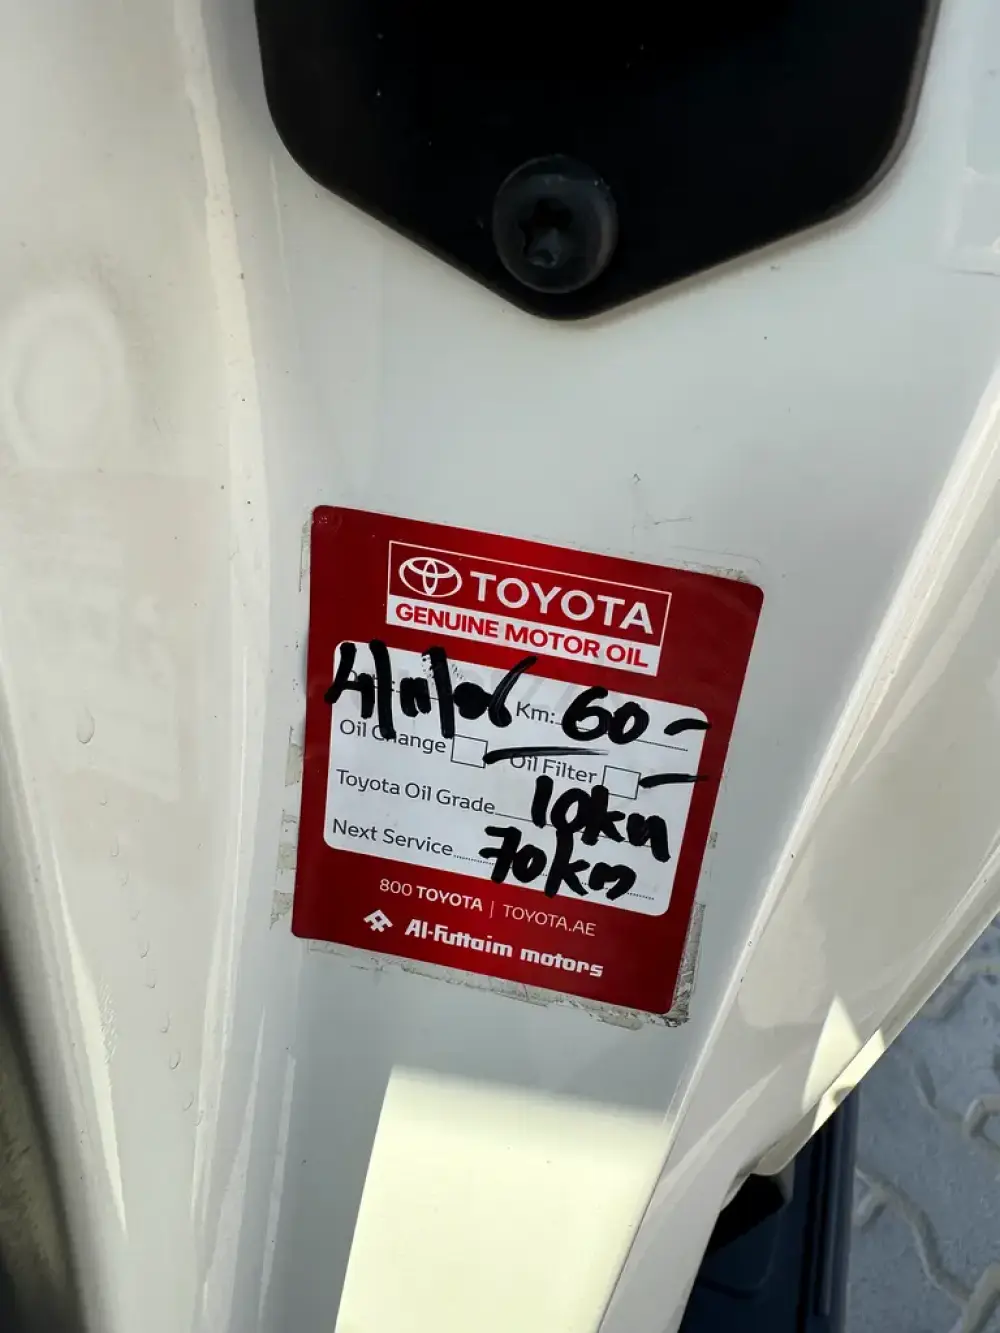 TOYOTA
GENUINE MOTOR OIL
Km: 60-
Oil Change Oil Filter
Toyota Oil Grade 10km
Next Service 70km
800 TOYOTA | TOYOTA.AE
Al-Futtaim motors